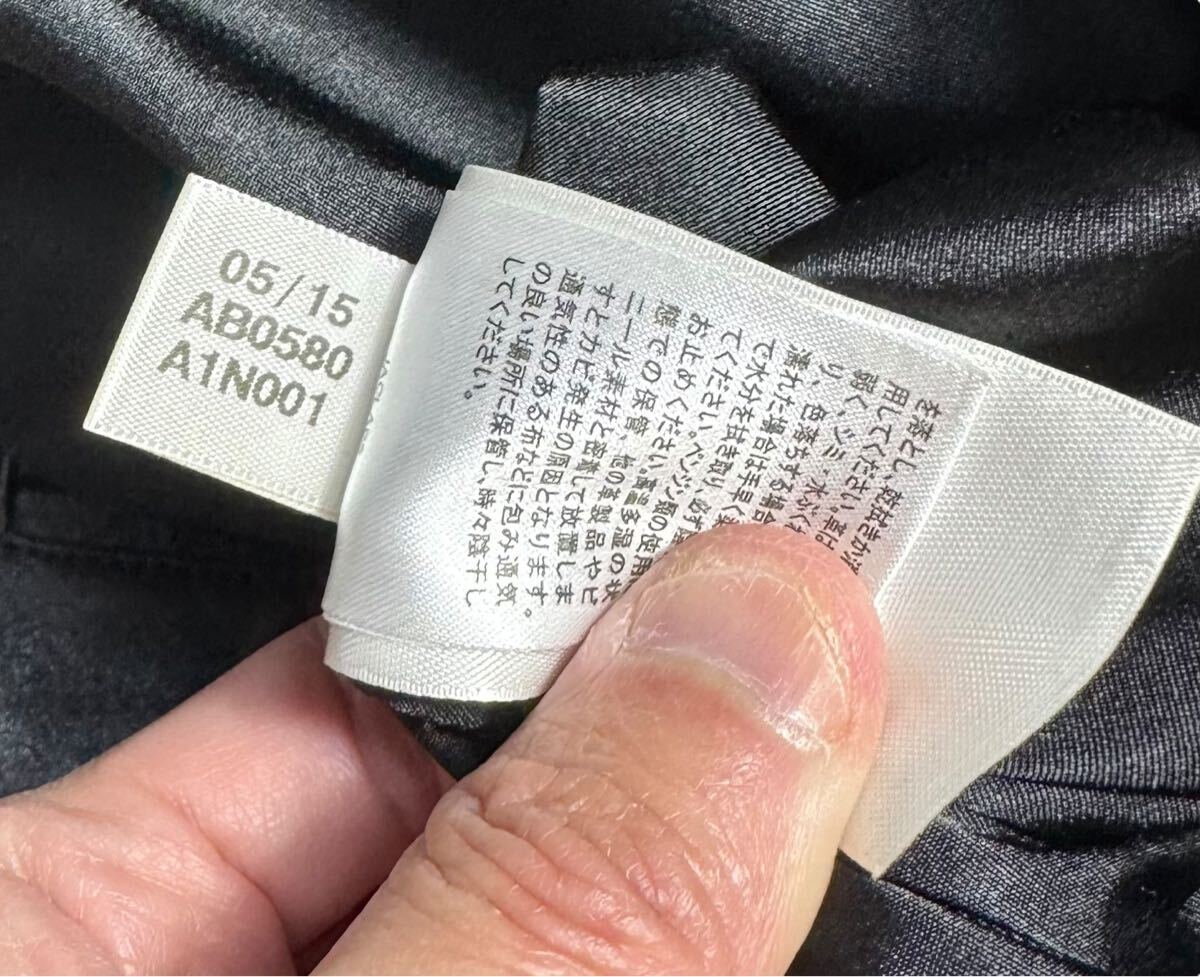 05/15
AB0580
A1N001
を落とし、乾拭きか
用してください。革は
弱く、シミ・水ぶく
り、色落ちする場合
濡れた場合は手早く
で水分を拭き取り、必ず
てください。ベンジン類の使用
お止めください。高温多湿の状
態での保管、他の革製品やビ
ニール素材と密着して放置しま
すとカビ発生の原因となります。
通気性のある布などに包み通気
の良い場所に保管し、時々陰干し
してください。